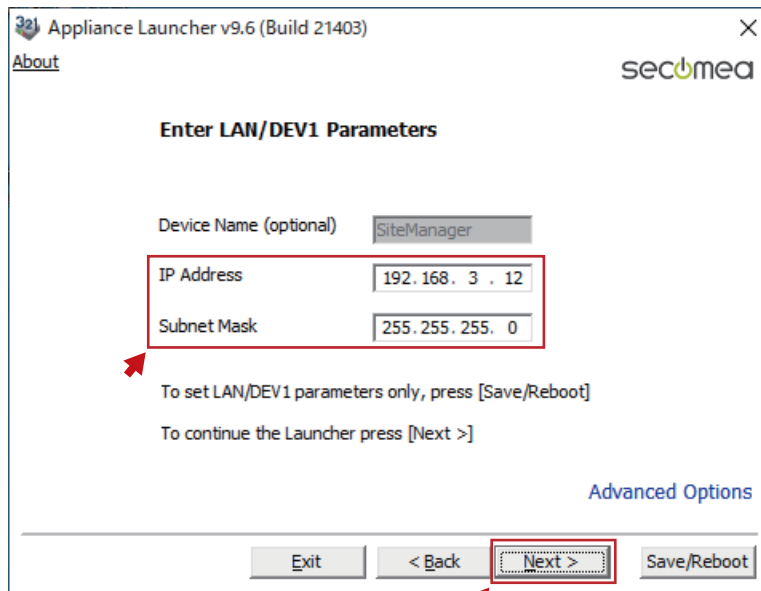 Appliance Launcher v9.6 (Build 21403)
About
secomea
Enter LAN/DEV1 Parameters
Device Name (optional) SiteManager
IP Address 192.168. 3 . 12
Subnet Mask 255.255.255. 0
To set LAN/DEV1 parameters only, press [Save/Reboot]
To continue the Launcher press [Next >]
Advanced Options
Exit < Back Next > Save/Reboot